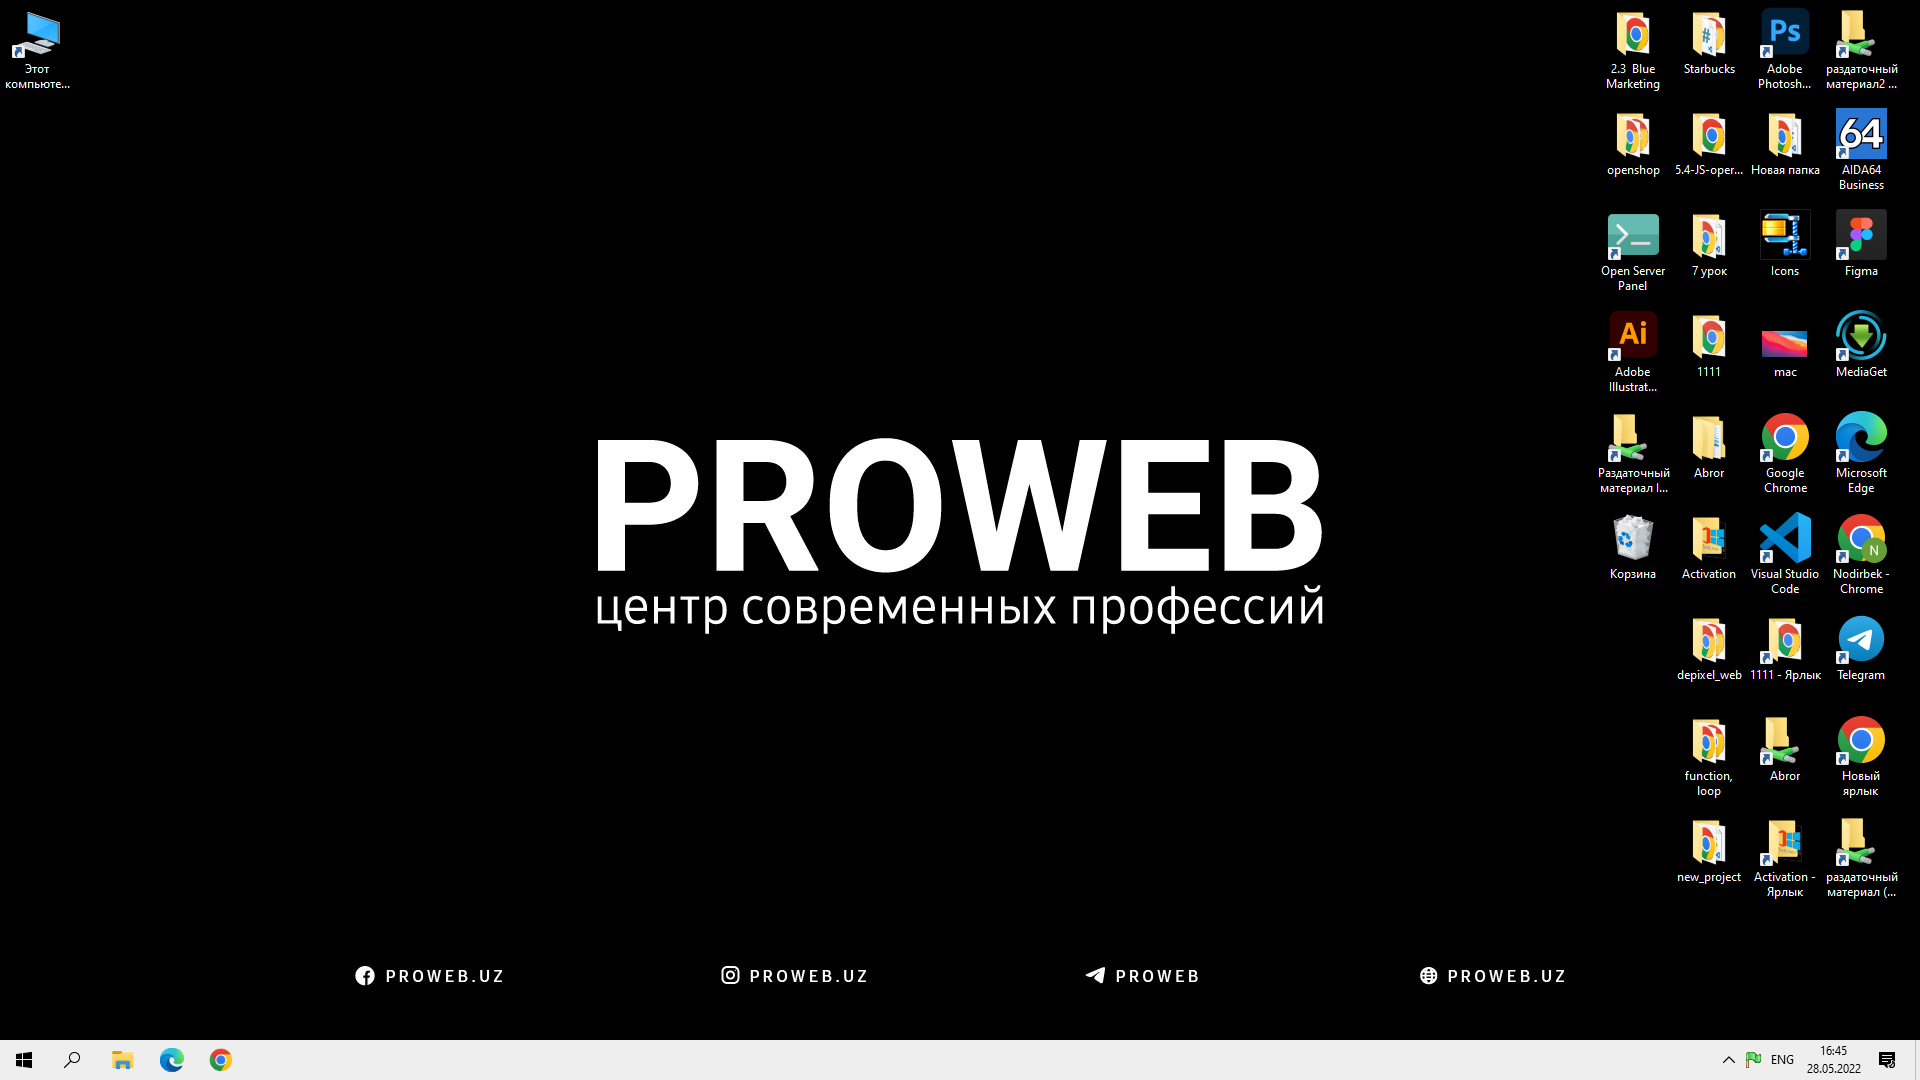 Этот
компьюте...
2.3 Blue
Marketing
Starbucks
Ps
Adobe
Photosh...
раздаточный
материал2 ...
openshop
5.4-JS-oper...
Новая папка
64
AIDA64
Business
Open Server
Panel
7 урок
Icons
Figma
Ai
Adobe
Illustrat...
1111
mac
MediaGet
Раздаточный
материал I...
Abror
Google
Chrome
Microsoft
Edge
Корзина
Activation
Visual Studio
Code
N
Nodirbek -
Chrome
depixel_web
1111 - Ярлык
Telegram
function,
loop
Abror
Новый
ярлык
new_project
Activation -
Ярлык
раздаточный
материал (...
PROWEB
центр современных профессий
PROWEB.UZ
PROWEB.UZ
PROWEB
PROWEB.UZ
ENG
16:45
28.05.2022